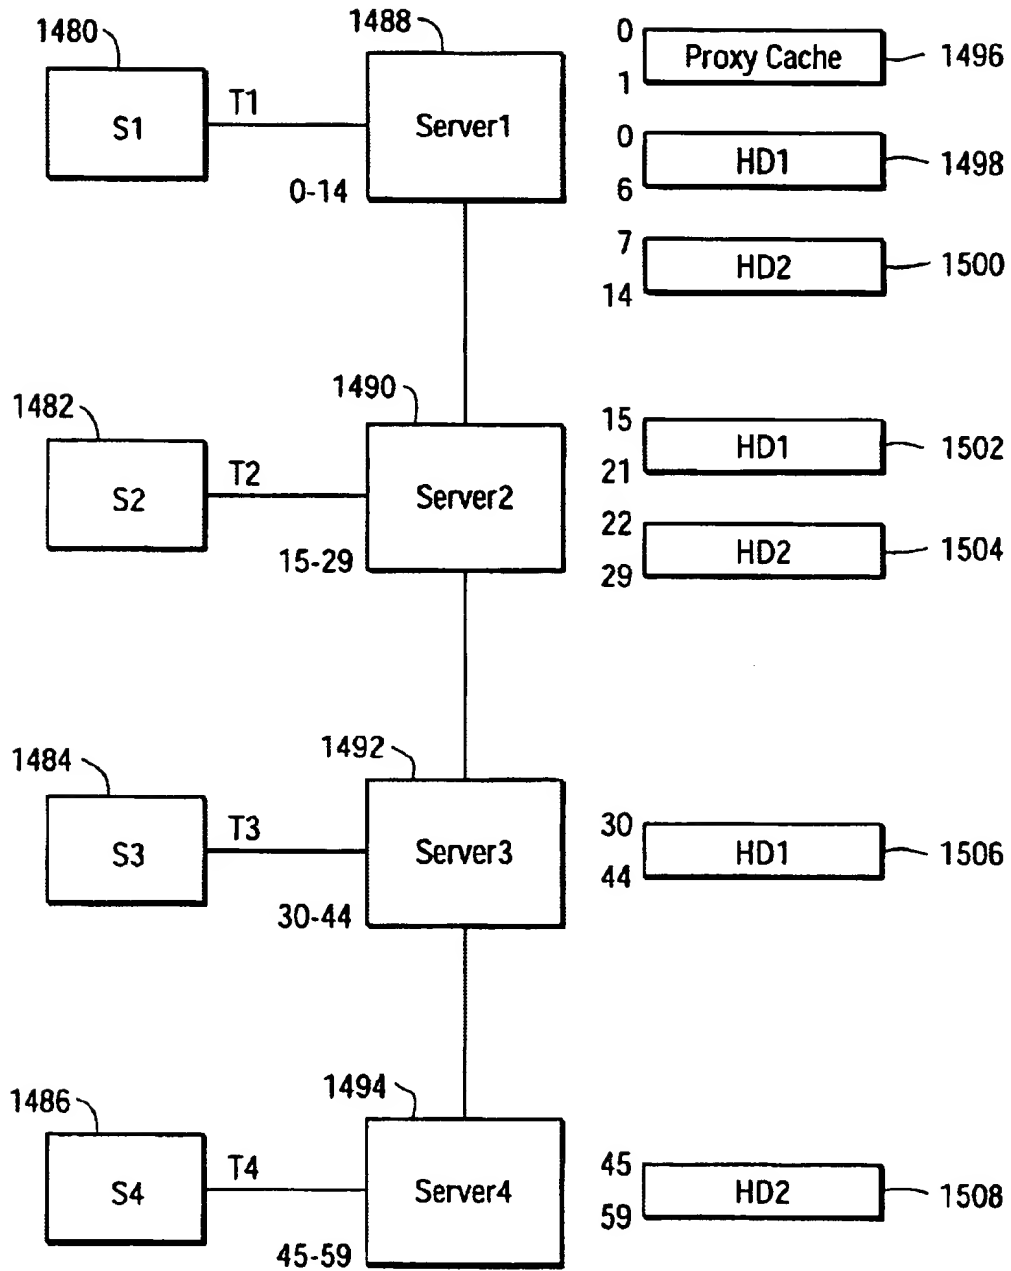 1480
1488
0
Proxy Cache
1496
S1
T1
Server1
1
0
HD1
1498
0-14
6
7
HD2
1500
14
1482
1490
15
HD1
1502
S2
T2
Server2
21
22
HD2
1504
15-29
29
1484
1492
30
HD1
1506
S3
T3
Server3
44
30-44
1486
1494
45
HD2
1508
S4
T4
Server4
59
45-59